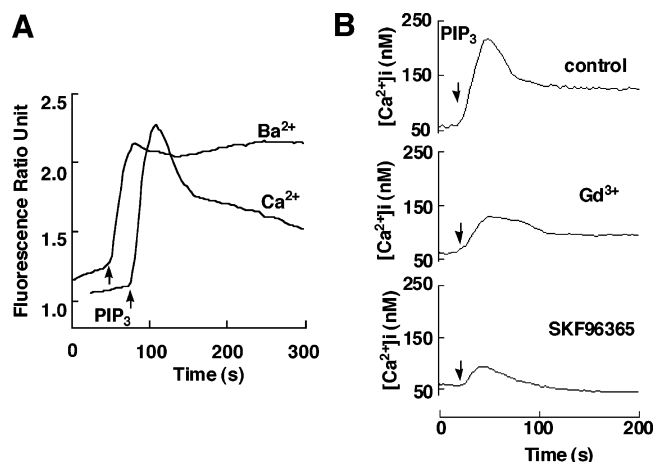 A
Fluorescence Ratio Unit
2.5
2.0
1.5
1.0
Ba²⁺
Ca²⁺
PIP₃
0
100
200
300
Time (s)
B
[Ca²⁺]i (nM)
250
150
50
PIP₃
control
[Ca²⁺]i (nM)
250
150
50
Gd³⁺
[Ca²⁺]i (nM)
250
150
50
SKF96365
0
100
200
Time (s)